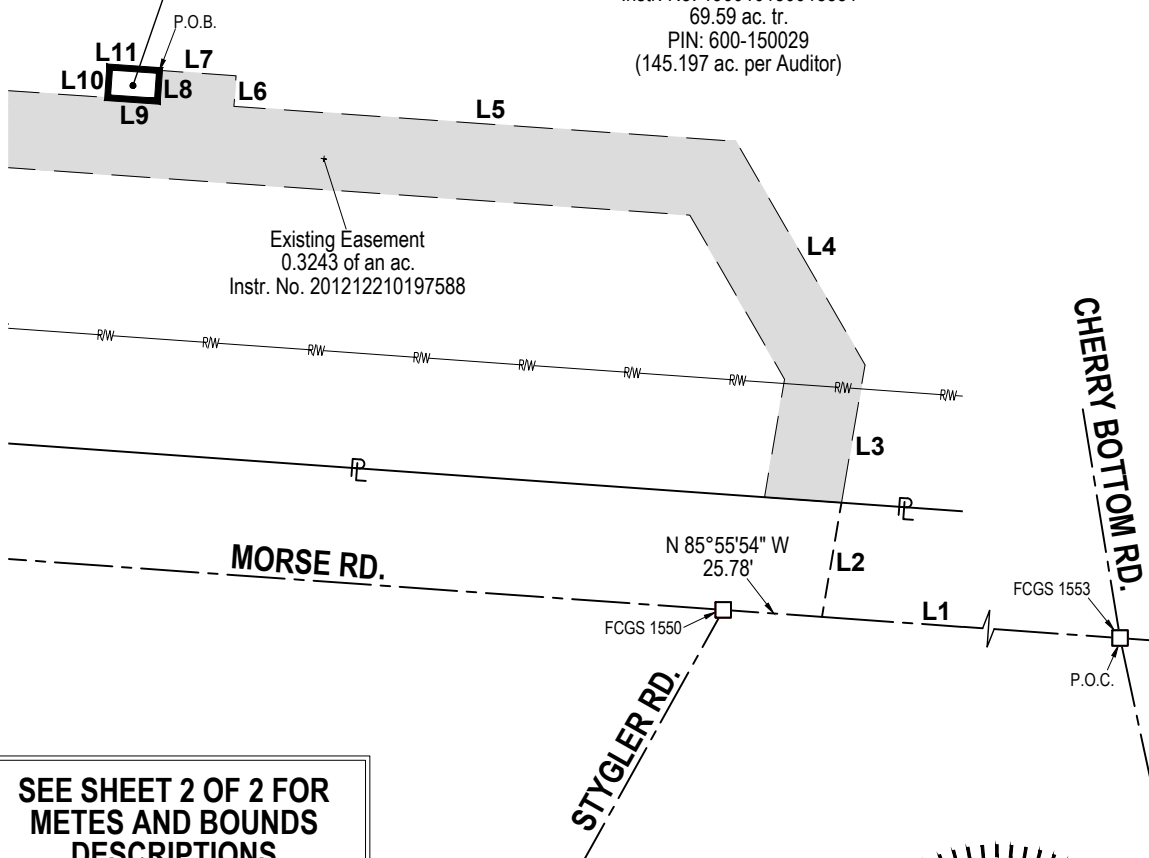 69.59 ac. tr.
PIN: 600-150029
(145.197 ac. per Auditor)
P.O.B.
L11
L7
L10
L8
L6
L9
L5
L4
Existing Easement
0.3243 of an ac.
Instr. No. 201212210197588
R/W
R/W
R/W
R/W
R/W
R/W
R/W
R/W
R/W
CHERRY BOTTOM RD.
L3
PL
PL
MORSE RD.
N 85°55'54" W
25.78'
L2
L1
FCGS 1550
FCGS 1553
P.O.C.
STYGLER RD.
SEE SHEET 2 OF 2 FOR
METES AND BOUNDS
DESCRIPTIONS